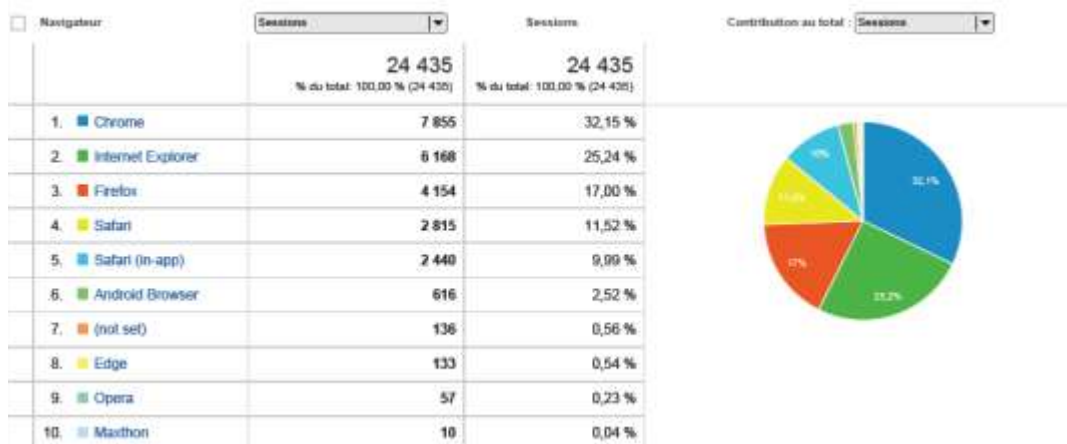 Navigateur Sessions Sessions Contribution au total : Sessions
24 435 24 435
% du total: 100,00 % (24 435) % du total: 100,00 % (24 435)
1. Chrome 7 855 32,15 %
2. Internet Explorer 6 168 25,24 %
3. Firefox 4 154 17,00 %
4. Safari 2 815 11,52 %
5. Safari (in-app) 2 440 9,99 %
6. Android Browser 616 2,52 %
7. (not set) 136 0,56 %
8. Edge 133 0,54 %
9. Opera 57 0,23 %
10. Maxthon 10 0,04 %
10%
32,1%
17%
25,2%